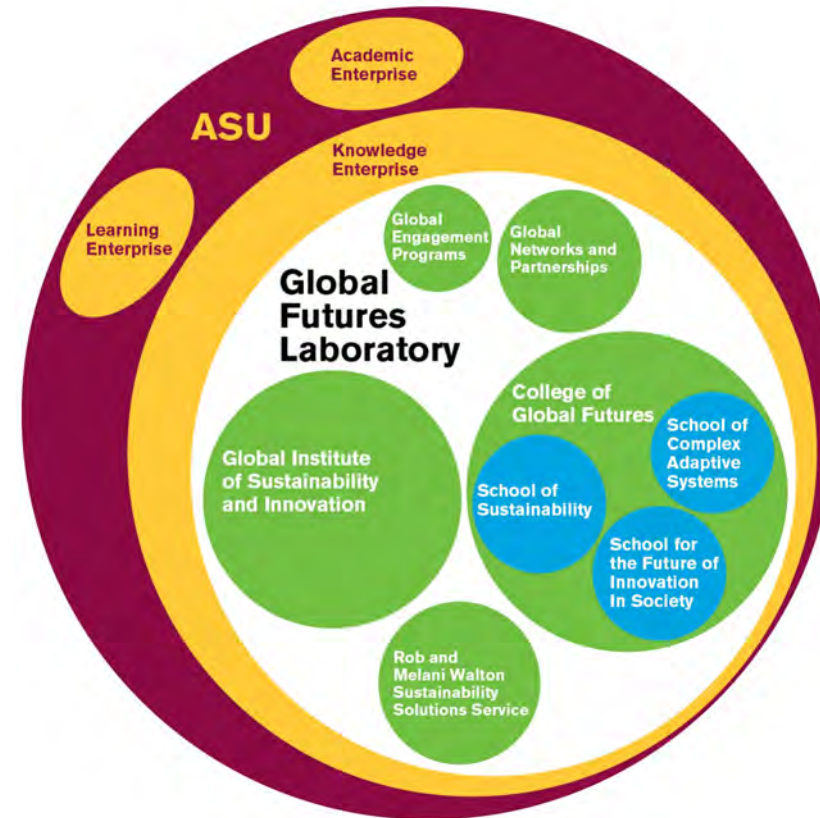 Academic
Enterprise
ASU
Knowledge
Enterprise
Learning
Enterprise
Global
Engagement
Programs
Global
Networks and
Partnerships
Global
Futures
Laboratory
College of
Global Futures
School of
Complex
Adaptive
Systems
Global Institute
of Sustainability
and Innovation
School of
Sustainability
School for
the Future of
Innovation
In Society
Rob and
Melani Walton
Sustainability
Solutions Service